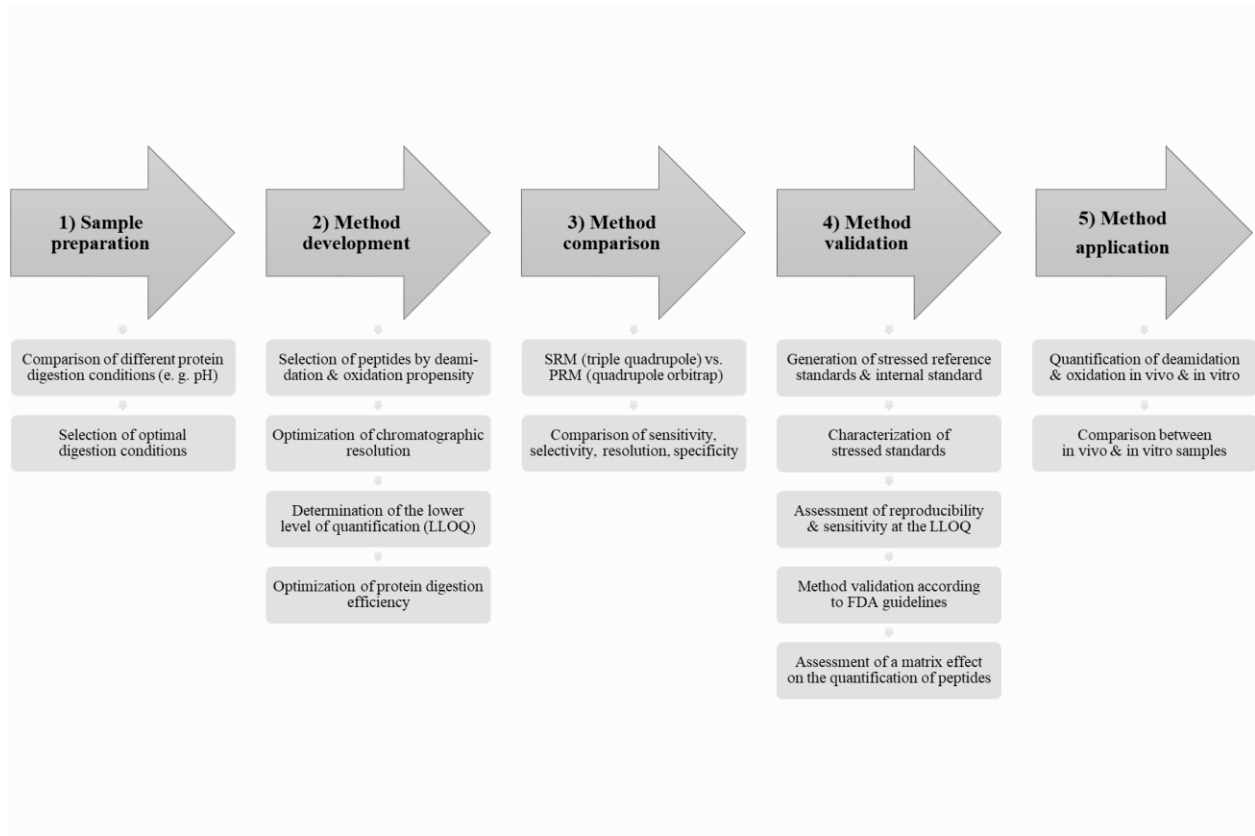 1) Sample
preparation
Comparison of different protein
digestion conditions (e. g. pH)
Selection of optimal
digestion conditions
2) Method
development
Selection of peptides by deami-
dation & oxidation propensity
Optimization of chromatographic
resolution
Determination of the lower
level of quantification (LLOQ)
Optimization of protein digestion
efficiency
3) Method
comparison
SRM (triple quadrupole) vs.
PRM (quadrupole orbitrap)
Comparison of sensitivity,
selectivity, resolution, specificity
4) Method
validation
Generation of stressed reference
standards & internal standard
Characterization of
stressed standards
Assessment of reproducibility
& sensitivity at the LLOQ
Method validation according
to FDA guidelines
Assessment of a matrix effect
on the quantification of peptides
5) Method
application
Quantification of deamidation
& oxidation in vivo & in vitro
Comparison between
in vivo & in vitro samples